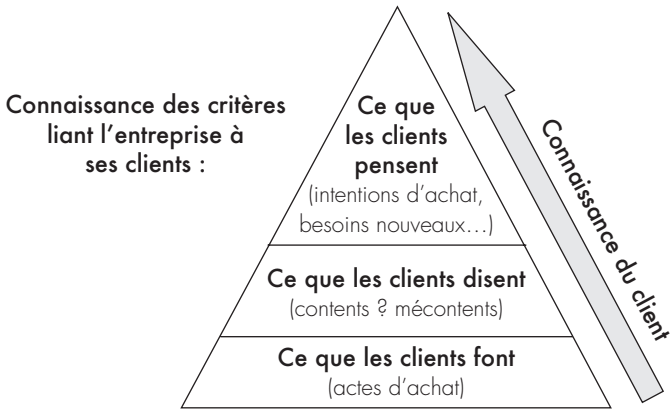 Connaissance des critères
liant l'entreprise à
ses clients :
Ce que
les clients
pensent
(intentions d'achat,
besoins nouveaux…)
Ce que les clients disent
(contents ? mécontents)
Ce que les clients font
(actes d'achat)
Connaissance du client